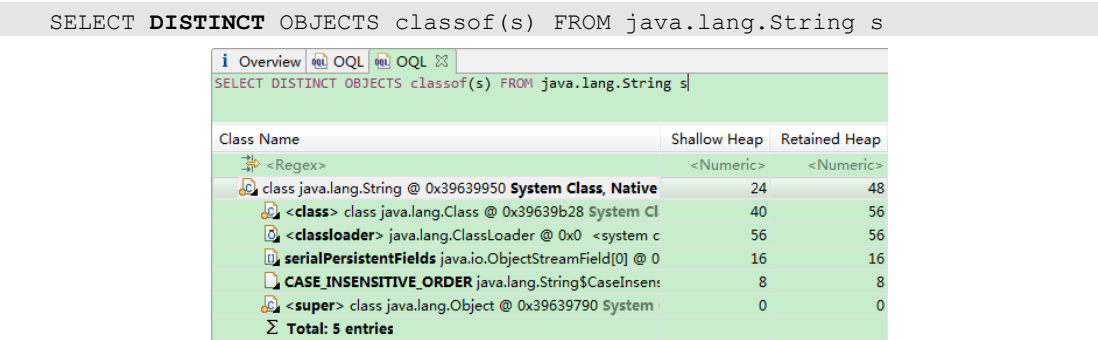 SELECT DISTINCT OBJECTS classof(s) FROM java.lang.String s
i Overview OQL OQL
SELECT DISTINCT OBJECTS classof(s) FROM java.lang.String s
Class Name Shallow Heap Retained Heap
<Regex> <Numeric> <Numeric>
class java.lang.String @ 0x39639950 System Class, Native 24 48
<class> class java.lang.Class @ 0x39639b28 System Cl 40 56
<classloader> java.lang.ClassLoader @ 0x0 <system c 56 56
serialPersistentFields java.io.ObjectStreamField[0] @ 0 16 16
CASE_INSENSITIVE_ORDER java.lang.String$CaseInsens 8 8
<super> class java.lang.Object @ 0x39639790 System 0 0
Σ Total: 5 entries